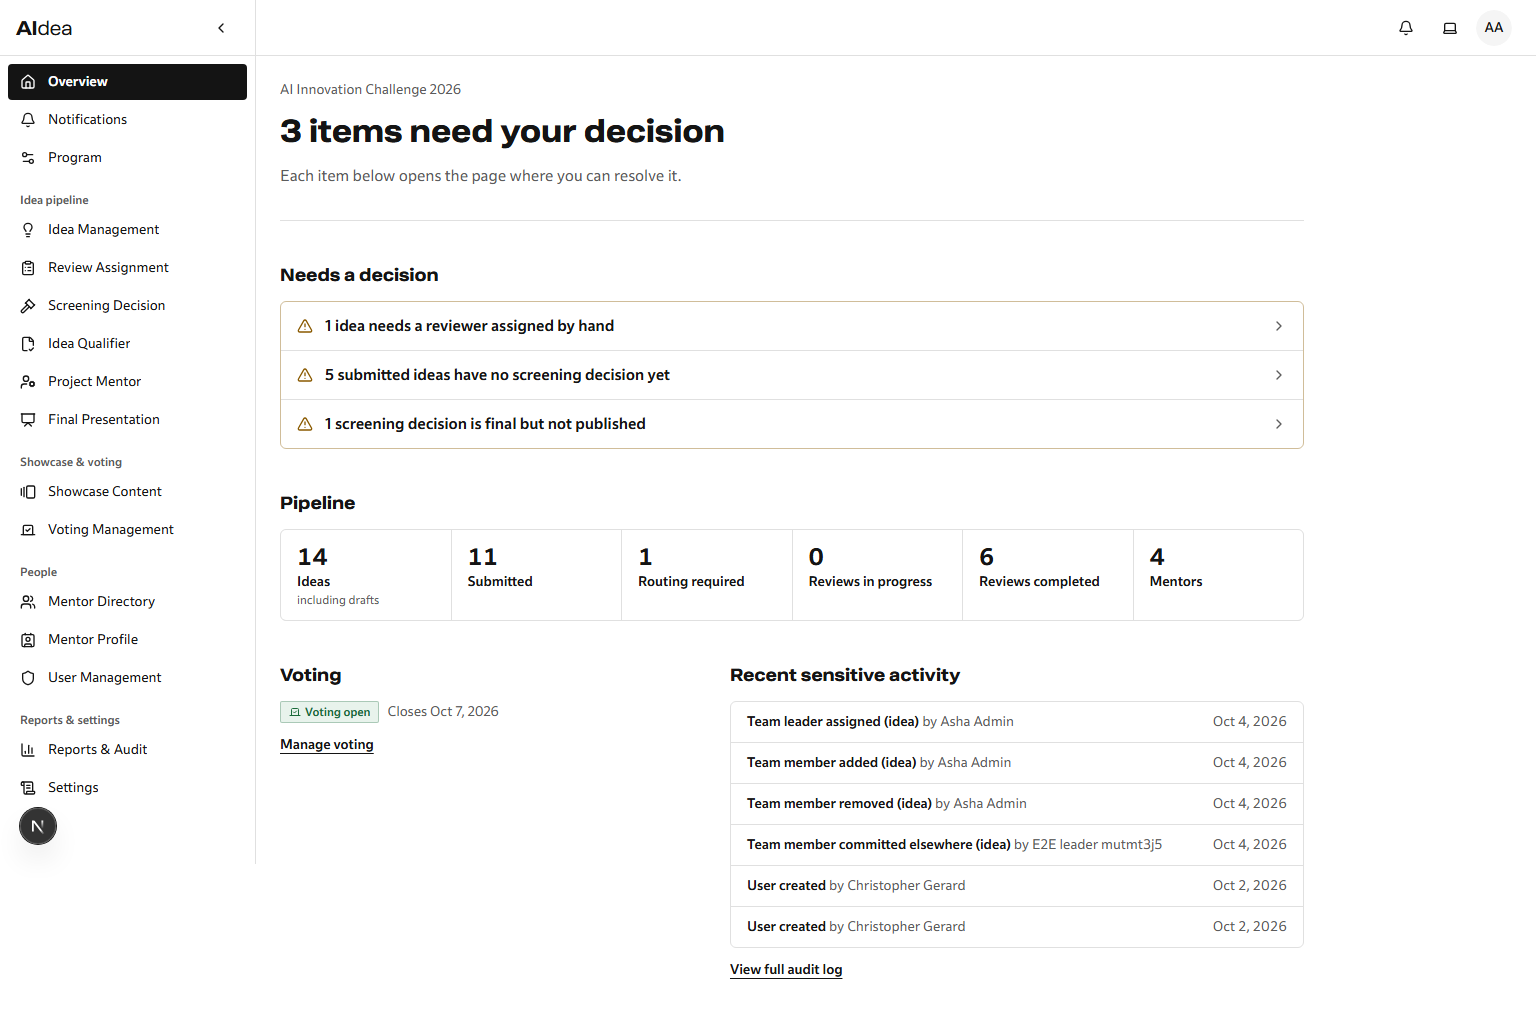 AIdea
AA
Overview
Notifications
Program
Idea pipeline
Idea Management
Review Assignment
Screening Decision
Idea Qualifier
Project Mentor
Final Presentation
Showcase & voting
Showcase Content
Voting Management
People
Mentor Directory
Mentor Profile
User Management
Reports & settings
Reports & Audit
Settings
N
AI Innovation Challenge 2026
3 items need your decision
Each item below opens the page where you can resolve it.
Needs a decision
1 idea needs a reviewer assigned by hand
5 submitted ideas have no screening decision yet
1 screening decision is final but not published
Pipeline
14
Ideas
including drafts
11
Submitted
1
Routing required
0
Reviews in progress
6
Reviews completed
4
Mentors
Voting
Voting open Closes Oct 7, 2026
Manage voting
Recent sensitive activity
Team leader assigned (idea) by Asha Admin Oct 4, 2026
Team member added (idea) by Asha Admin Oct 4, 2026
Team member removed (idea) by Asha Admin Oct 4, 2026
Team member committed elsewhere (idea) by E2E leader mutmt3j5 Oct 4, 2026
User created by Christopher Gerard Oct 2, 2026
User created by Christopher Gerard Oct 2, 2026
View full audit log